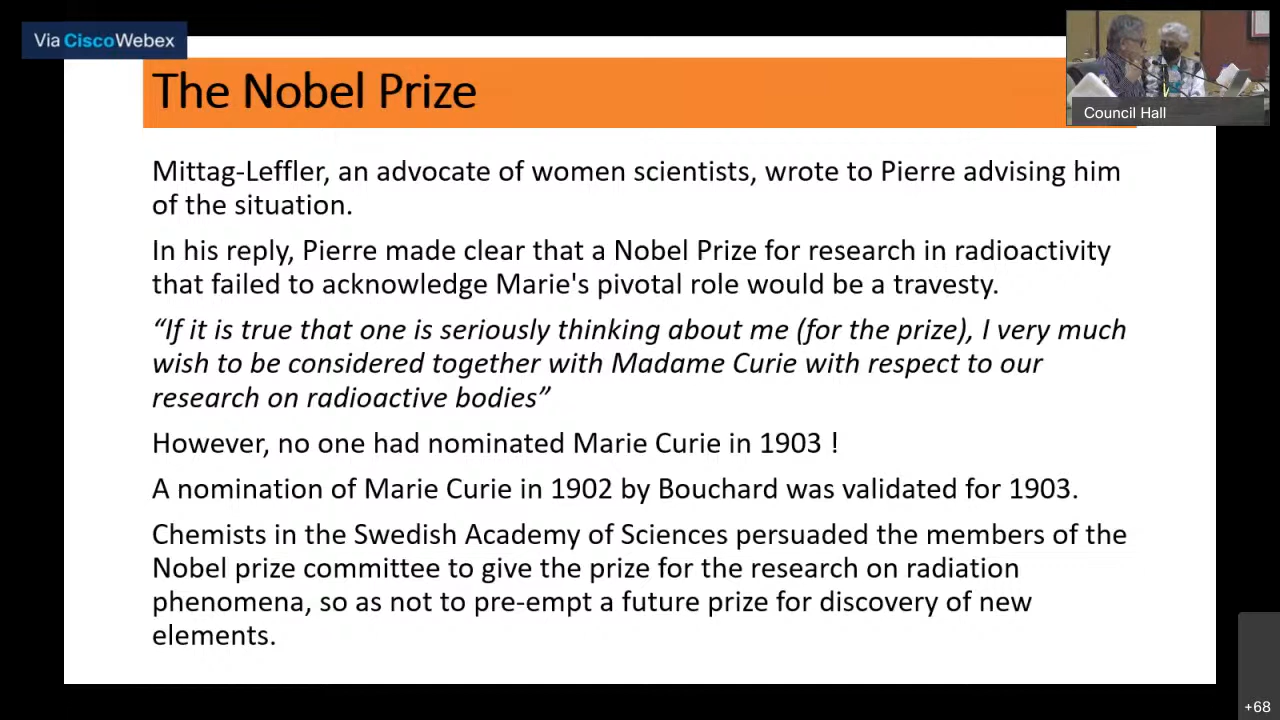 Via CiscoWebex
The Nobel Prize
Council Hall
Mittag-Leffler, an advocate of women scientists, wrote to Pierre advising him
of the situation.
In his reply, Pierre made clear that a Nobel Prize for research in radioactivity
that failed to acknowledge Marie's pivotal role would be a travesty.
“If it is true that one is seriously thinking about me (for the prize), I very much
wish to be considered together with Madame Curie with respect to our
research on radioactive bodies”
However, no one had nominated Marie Curie in 1903 !
A nomination of Marie Curie in 1902 by Bouchard was validated for 1903.
Chemists in the Swedish Academy of Sciences persuaded the members of the
Nobel prize committee to give the prize for the research on radiation
phenomena, so as not to pre-empt a future prize for discovery of new
elements.
+68